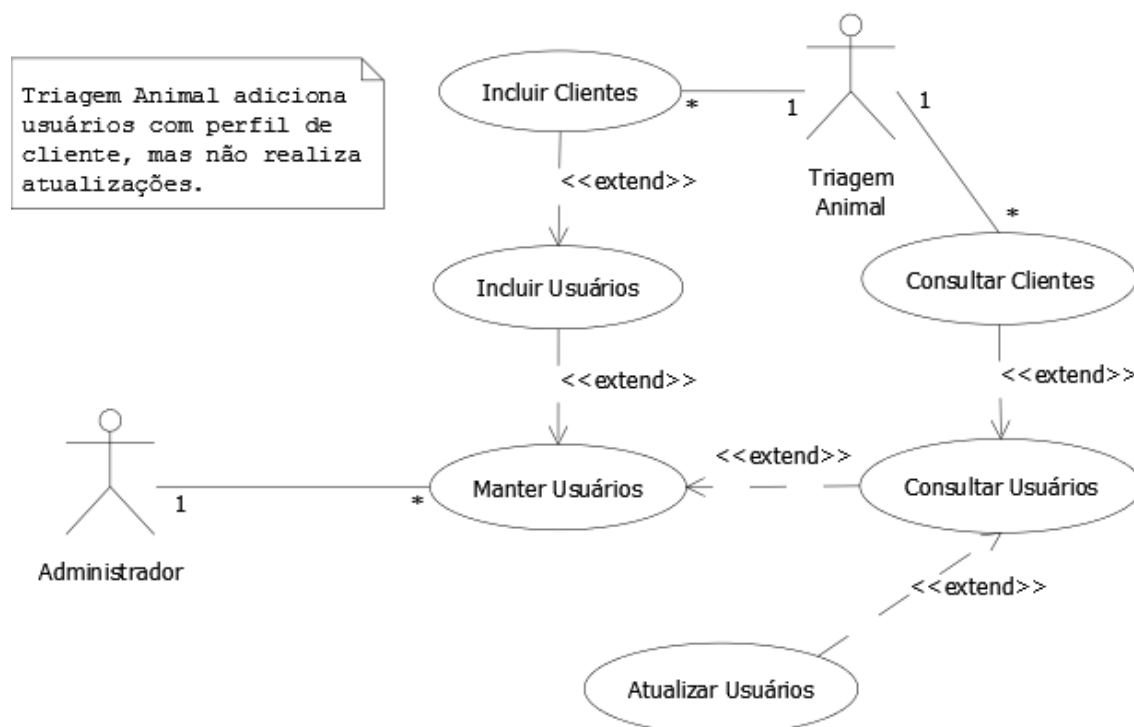 Triagem Animal adiciona
usuários com perfil de
cliente, mas não realiza
atualizações.
Incluir Clientes
*
1
1
Triagem
Animal
<<extend>>
*
Incluir Usuários
Consultar Clientes
<<extend>>
<<extend>>
Administrador
1
*
Manter Usuários
<<extend>>
Consultar Usuários
<<extend>>
Atualizar Usuários